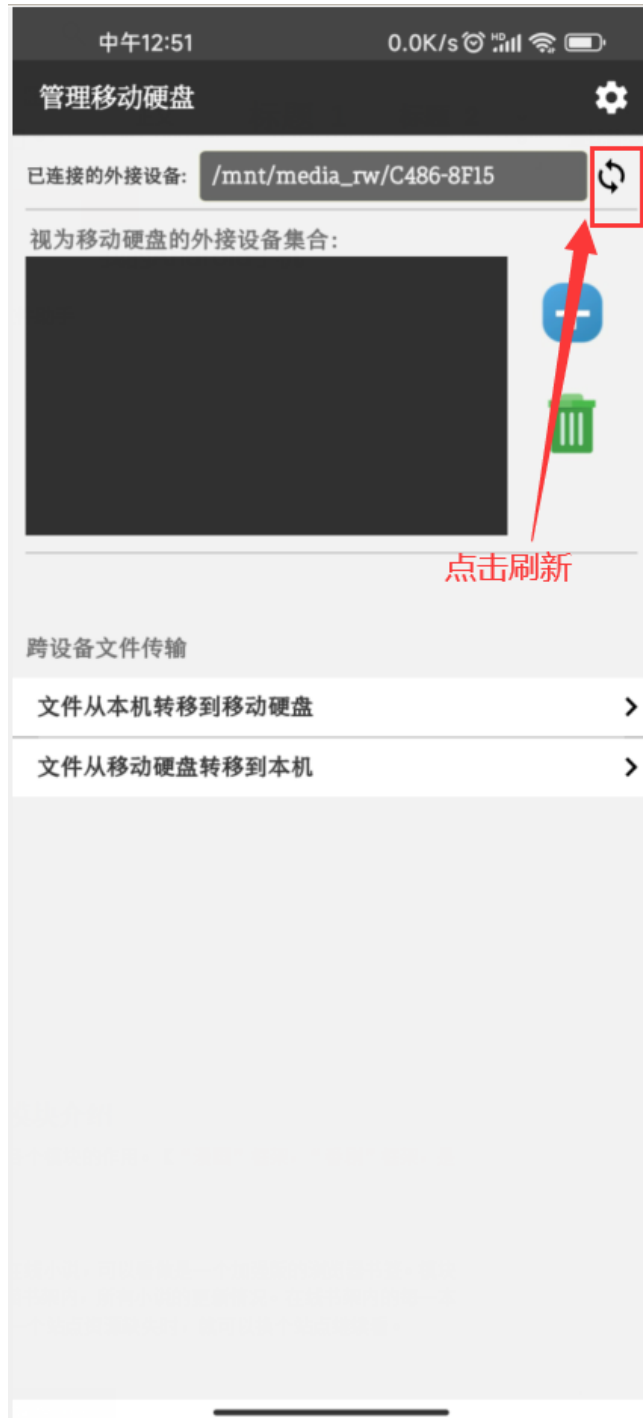 中午12:51 0.0K/s HD
管理移动硬盘
已连接的外接设备: /mnt/media_rw/C486-8F15
视为移动硬盘的外接设备集合:
点击刷新
跨设备文件传输
文件从本机转移到移动硬盘
文件从移动硬盘转移到本机